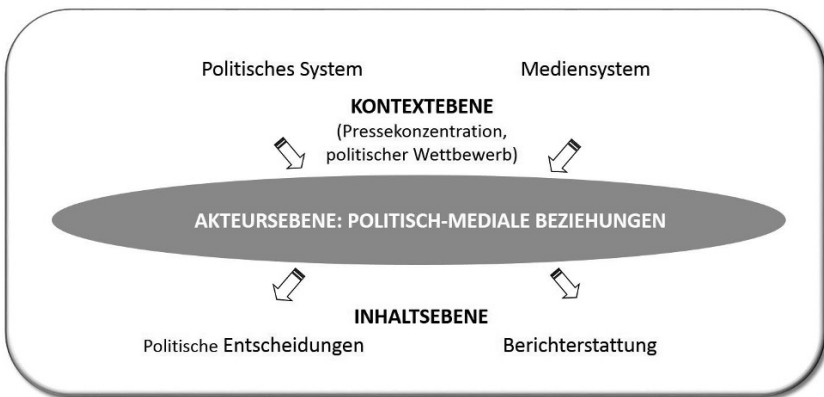 Politisches System
Mediensystem
KONTEXTEBENE
(Pressekonzentration,
politischer Wettbewerb)
AKTEURSEBENE: POLITISCH-MEDIALE BEZIEHUNGEN
INHALTSEBENE
Politische Entscheidungen
Berichterstattung